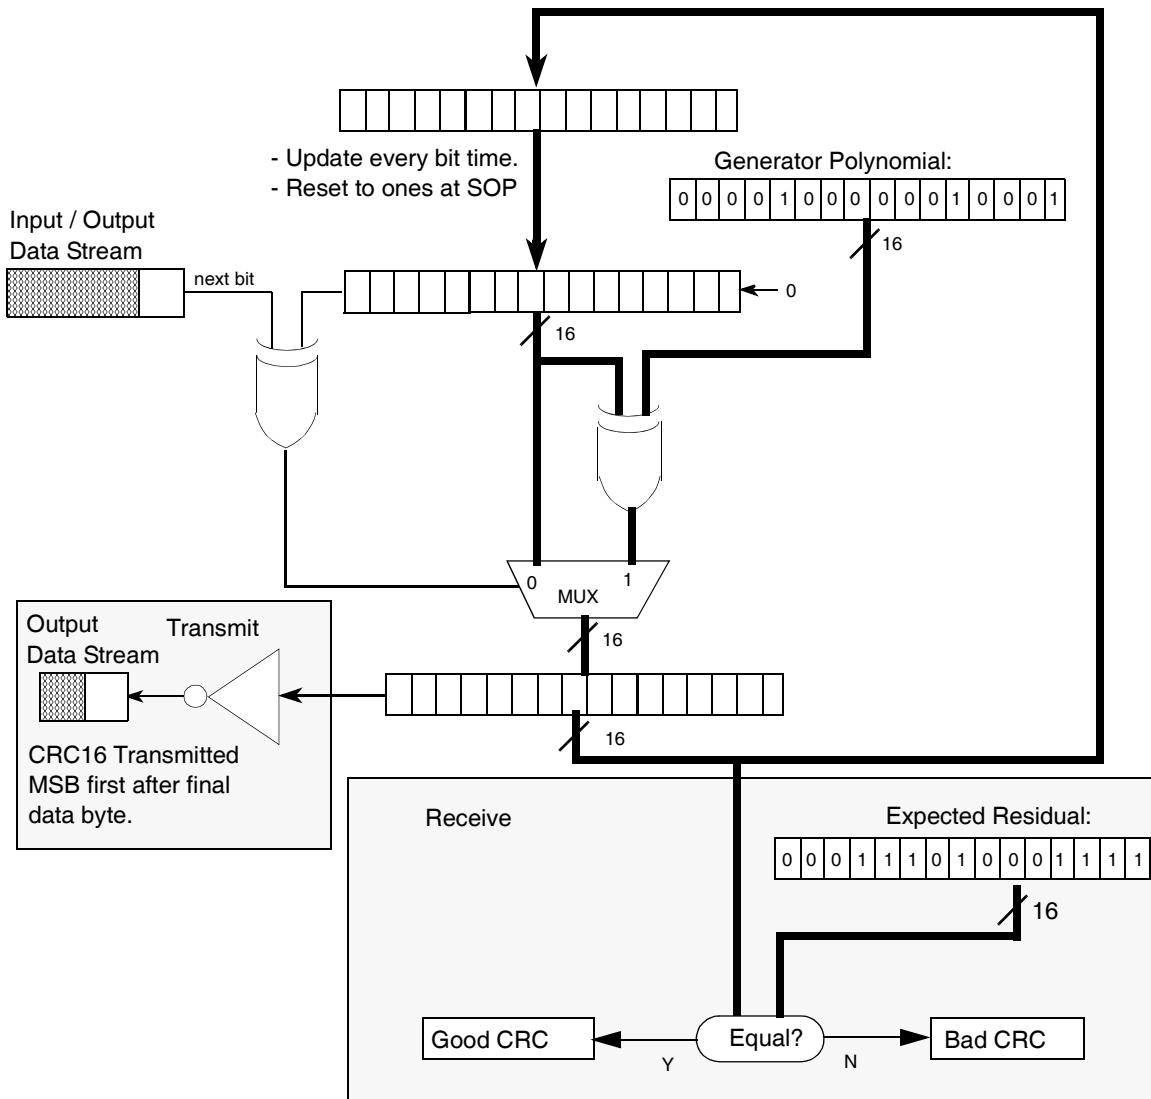 - Update every bit time.
- Reset to ones at SOP
Generator Polynomial:
0 0 0 0 1 0 0 0 0 0 0 1 0 0 0 1
16
Input / Output
Data Stream
next bit
0
16
0
1
MUX
16
Output
Data Stream
Transmit
16
CRC16 Transmitted
MSB first after final
data byte.
Receive
Expected Residual:
0 0 0 1 1 1 0 1 0 0 0 1 1 1 1
16
Good CRC
Y
Equal?
N
Bad CRC